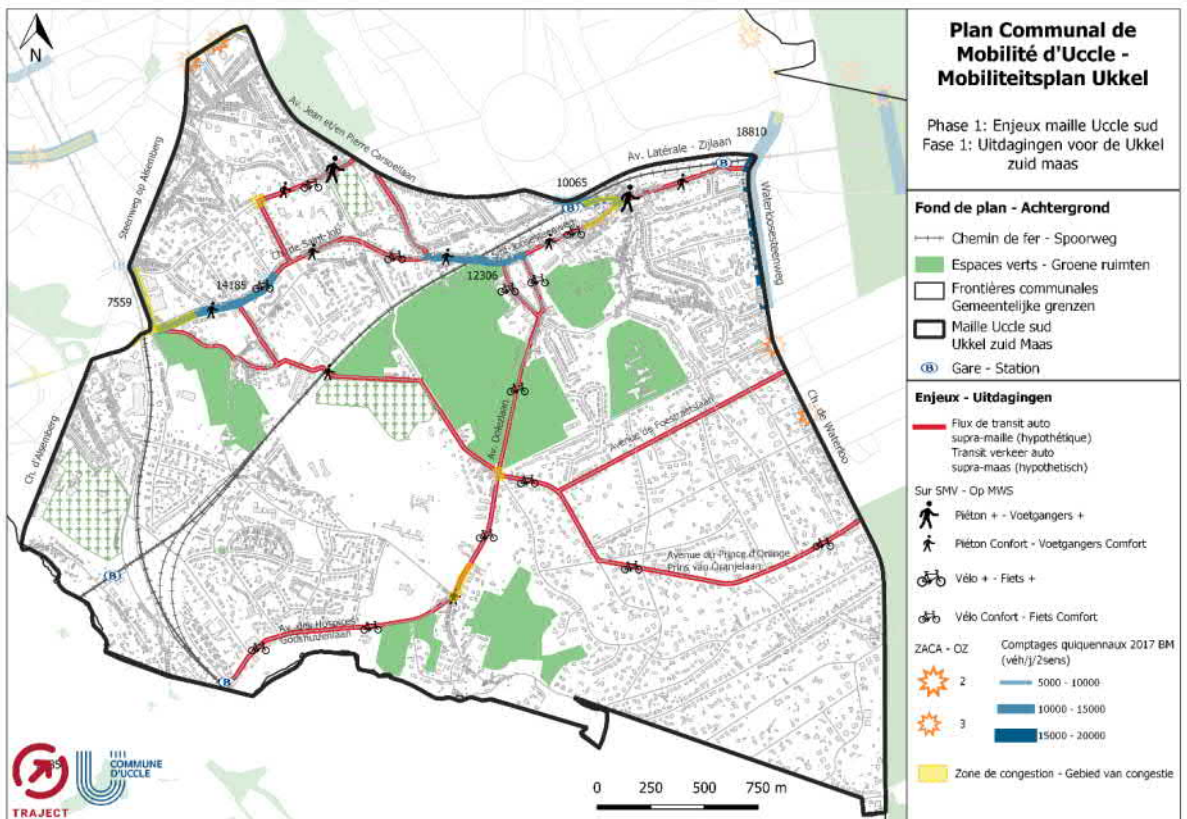 Plan Communal de
Mobilité d'Uccle -
Mobiliteitsplan Ukkel
Phase 1: Enjeux maille Uccle sud
Fase 1: Uitdagingen voor de Ukkel
zuid maas
Fond de plan - Achtergrond
Chemin de fer - Spoorweg
Espaces verts - Groene ruimten
Frontières communales
Gemeentelijke grenzen
Maille Uccle sud
Ukkel zuid Maas
B Gare - Station
Enjeux - Uitdagingen
Flux de transit auto
supra-maille (hypothétique)
Transit verkeer auto
supra-maas (hypothetisch)
Sur SMV - Op MWS
Piéton + - Voetgangers +
Piéton Confort - Voetgangers Comfort
Vélo + - Fiets +
Vélo Confort - Fiets Comfort
ZACA - OZ
2
3
Comptages quiquennaux 2017 BM
(véh/j/2sens)
5000 - 10000
10000 - 15000
15000 - 20000
Zone de congestion - Gebied van congestie
N
Av. Jean et/en Pierre Carsoellaan
Steenweg op Alsemberg
18810
Av. Latérale - Zijlaan
B
10065
B
Waterloosesteenweg
Ch. de Saint-Job
12306
14185
7559
Av. Dolezlaan
Avenue de Foestraetslaan
Ch. de Waterloo
Ch. d'Alsemberg
B
Avenue du Prince d'Orange
Prins van Oranjelaan
Av. des Hospices
Godshuizenlaan
B
TRAJECT
COMMUNE
D'UCCLE
0 250 500 750 m